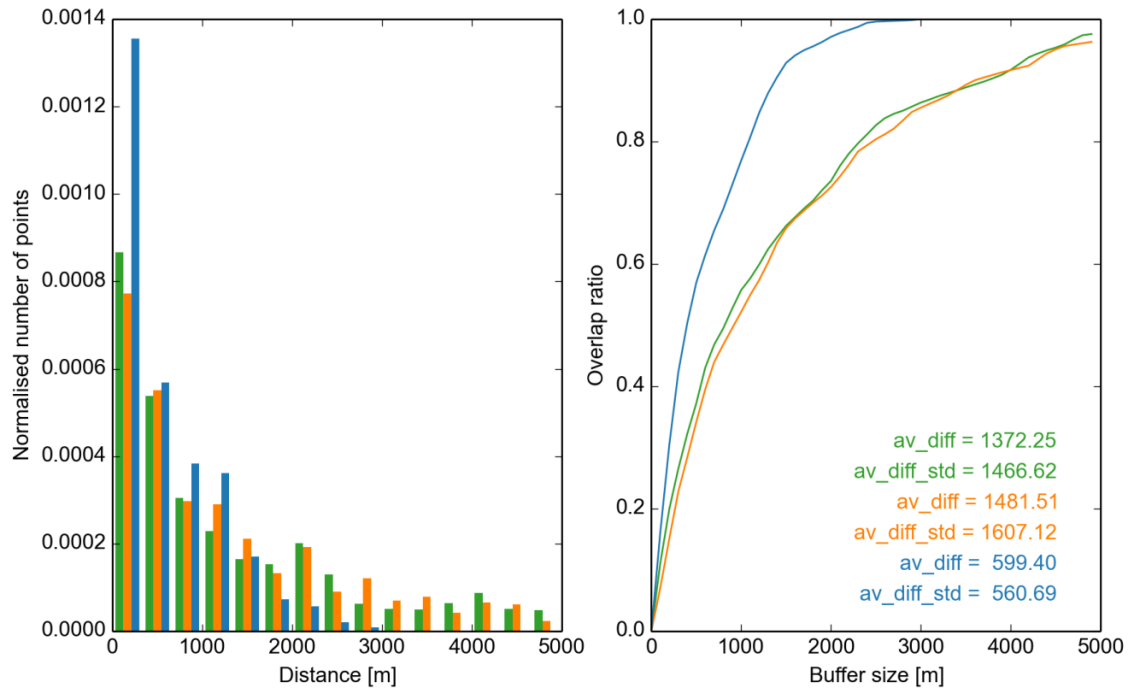 0.0014
0.0012
0.0010
0.0008
0.0006
0.0004
0.0002
0.0000
Normalised number of points
0 1000 2000 3000 4000 5000
Distance [m]
1.0
0.8
0.6
0.4
0.2
0.0
Overlap ratio
av_diff = 1372.25
av_diff_std = 1466.62
av_diff = 1481.51
av_diff_std = 1607.12
av_diff = 599.40
av_diff_std = 560.69
0 1000 2000 3000 4000 5000
Buffer size [m]